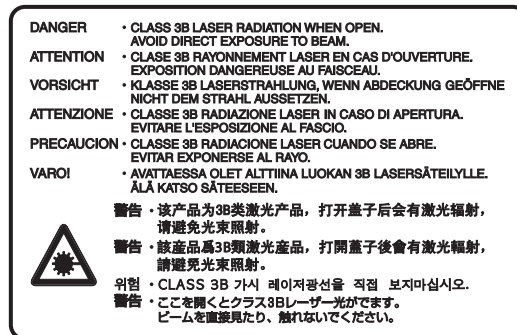 DANGER · CLASS 3B LASER RADIATION WHEN OPEN.
AVOID DIRECT EXPOSURE TO BEAM.
ATTENTION · CLASE 3B RAYONNEMENT LASER EN CAS D'OUVERTURE.
EXPOSITION DANGEREUSE AU FAISCEAU.
VORSICHT · KLASSE 3B LASERSTRAHLUNG, WENN ABDECKUNG GEÖFFNE
NICHT DEM STRAHL AUSSETZEN.
ATTENZIONE · CLASSE 3B RADIAZIONE LASER IN CASO DI APERTURA.
EVITARE L'ESPOSIZIONE AL FASCIO.
PRECAUCION · CLASSE 3B RADIACIONE LASER CUANDO SE ABRE.
EVITAR EXPONERSE AL RAYO.
VARO! · AVATTAESSA OLET ALTTIINA LUOKAN 3B LASERSÄTEILYLLE.
ÄLÄ KATSO SÄTEESEEN.
警告 · 该产品为3B类激光产品，打开盖子后会有激光辐射，
请避免光束照射。
警告 · 該産品爲3B類激光産品，打開蓋子後會有激光輻射，
請避免光束照射。
위험 · CLASS 3B 가시 레이저광선을 직접 보지마십시오.
警告 · ここを開くとクラス3Bレーザー光がでます。
ビームを直接見たり、触れないでください。